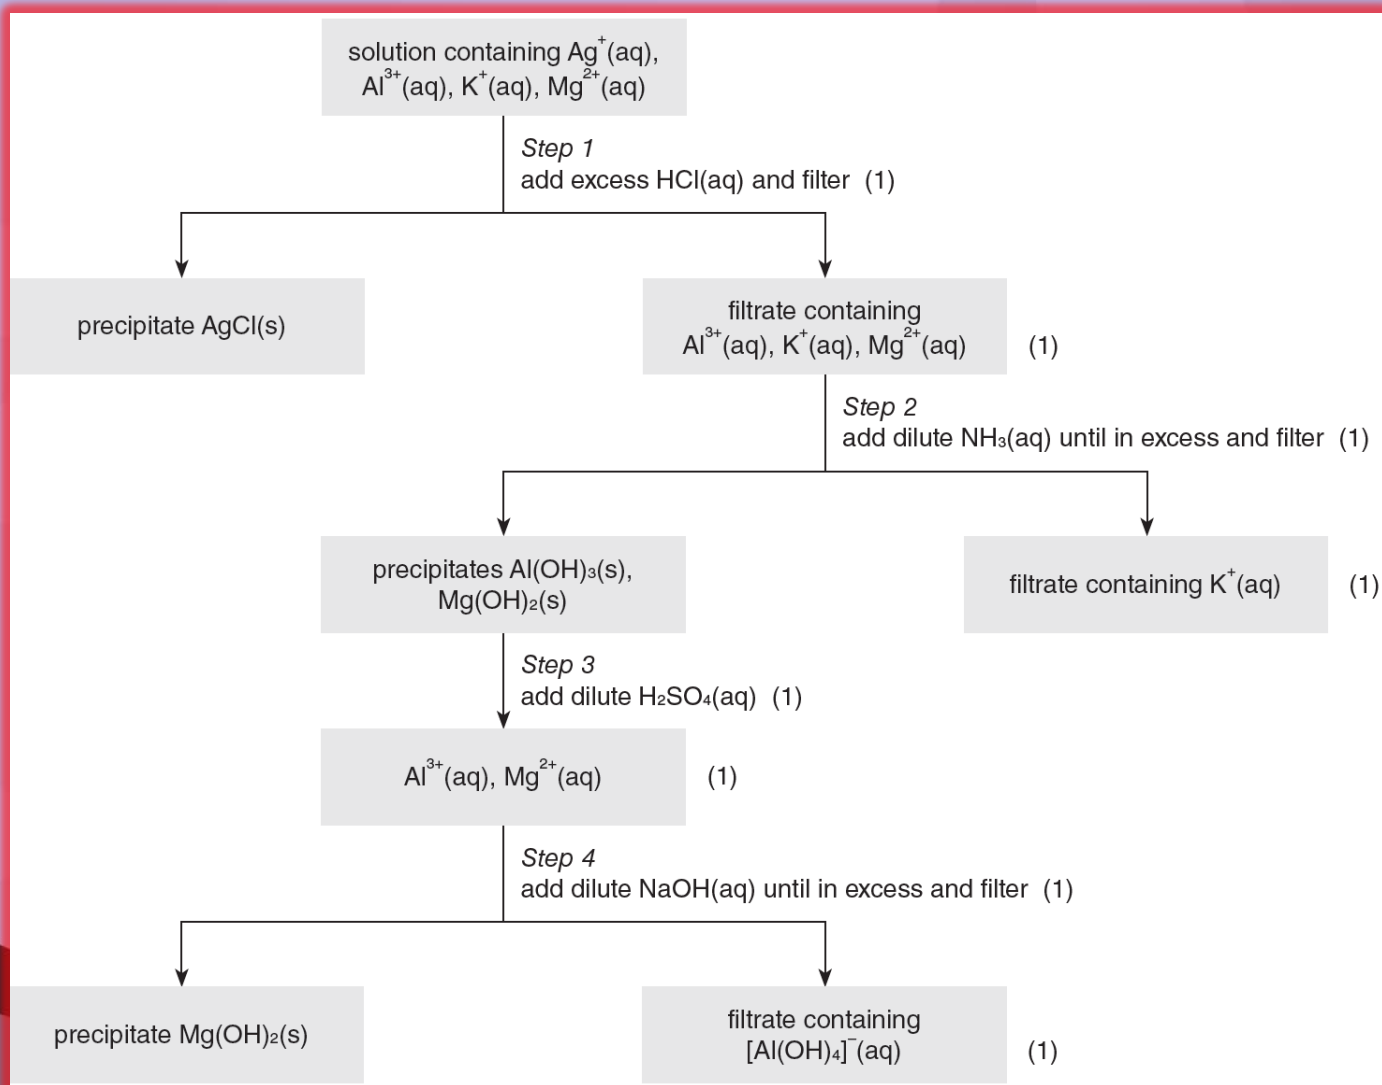 solution containing Ag⁺(aq),
Al³⁺(aq), K⁺(aq), Mg²⁺(aq)
Step 1
add excess HCl(aq) and filter (1)
precipitate AgCl(s)
filtrate containing
Al³⁺(aq), K⁺(aq), Mg²⁺(aq) (1)
Step 2
add dilute NH₃(aq) until in excess and filter (1)
precipitates Al(OH)₃(s),
Mg(OH)₂(s)
filtrate containing K⁺(aq) (1)
Step 3
add dilute H₂SO₄(aq) (1)
Al³⁺(aq), Mg²⁺(aq) (1)
Step 4
add dilute NaOH(aq) until in excess and filter (1)
precipitate Mg(OH)₂(s)
filtrate containing
[Al(OH)₄]⁻(aq) (1)